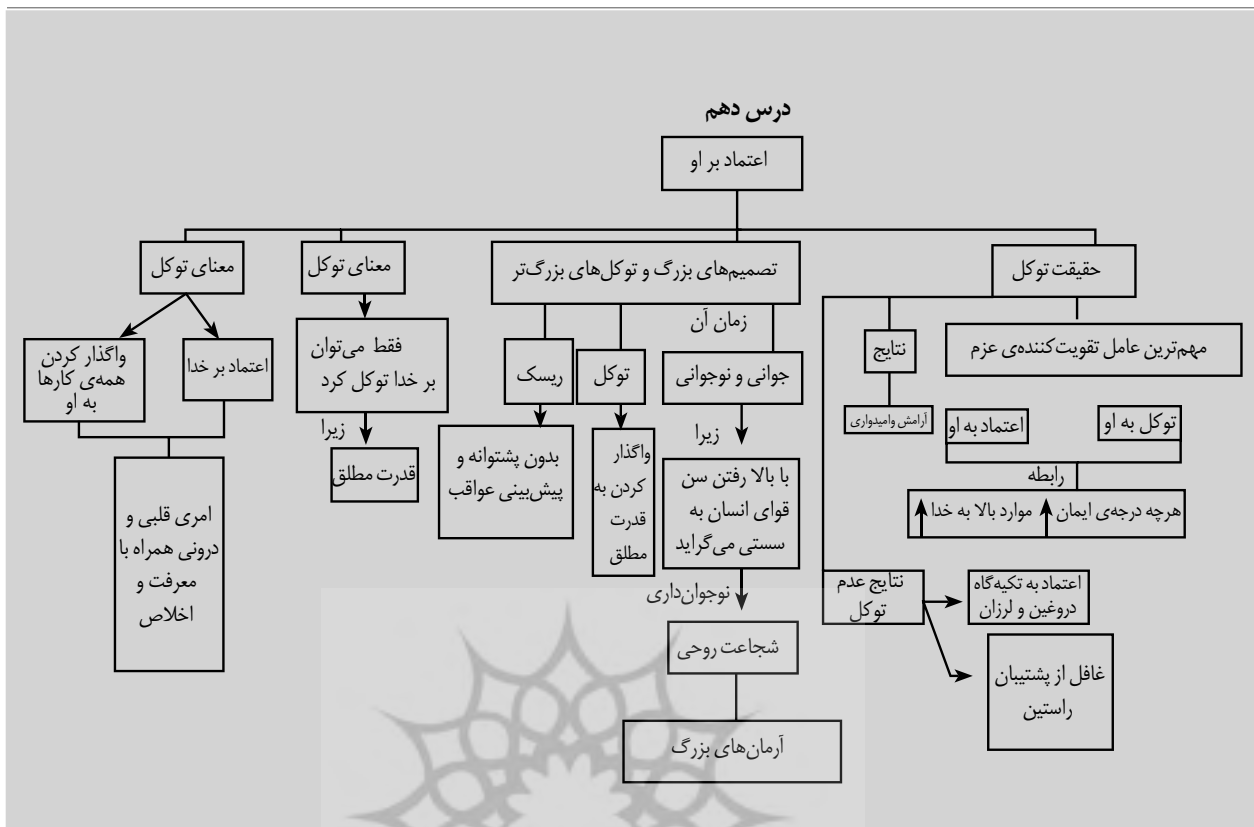 درس دهم
اعتماد بر او
حقیقت توکل
تصمیم‌های بزرگ و توکل‌های بزرگ‌تر
معنای توکل
معنای توکل
مهم‌ترین عامل تقویت‌کننده‌ی عزم
نتایج
آرامش وامیدواری
توکل به او
اعتماد به او
رابطه
هرچه درجه‌ی ایمان
موارد بالا به خدا
نتایج عدم
توکل
اعتماد به تکیه‌گاه
دروغین و لرزان
غافل از پشتیبان
راستین
زمان آن
جوانی و نوجوانی
زیرا
با بالا رفتن سن
قوای انسان به
سستی می‌گراید
نوجوان‌داری
شجاعت روحی
آرمان‌های بزرگ
توکل
واگذار
کردن به
قدرت
مطلق
ریسک
بدون پشتوانه و
پیش‌بینی عواقب
فقط می‌توان
بر خدا توکل کرد
زیرا
قدرت مطلق
اعتماد بر خدا
واگذار کردن
همه‌ی کارها
به او
امری قلبی و
درونی همراه با
معرفت و
اخلاص